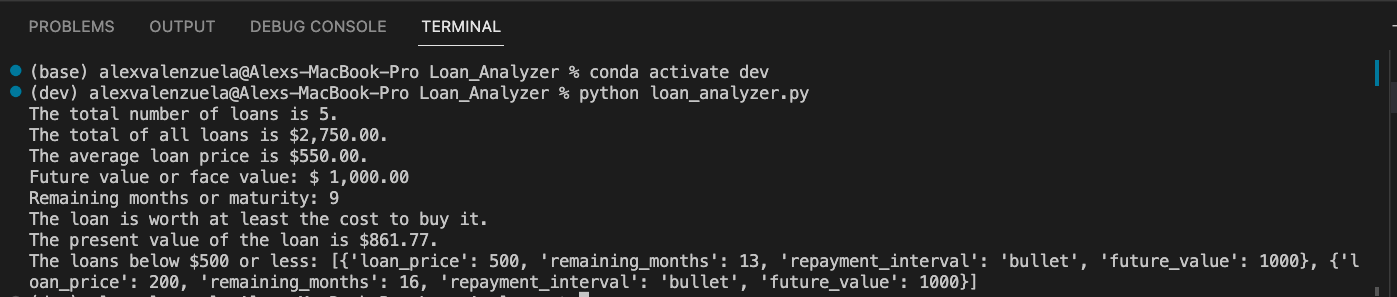 PROBLEMS OUTPUT DEBUG CONSOLE TERMINAL
(base) alexvalenzuela@Alexs-MacBook-Pro Loan_Analyzer % conda activate dev
(dev) alexvalenzuela@Alexs-MacBook-Pro Loan_Analyzer % python loan_analyzer.py
The total number of loans is 5.
The total of all loans is $2,750.00.
The average loan price is $550.00.
Future value or face value: $ 1,000.00
Remaining months or maturity: 9
The loan is worth at least the cost to buy it.
The present value of the loan is $861.77.
The loans below $500 or less: [{'loan_price': 500, 'remaining_months': 13, 'repayment_interval': 'bullet', 'future_value': 1000}, {'l
oan_price': 200, 'remaining_months': 16, 'repayment_interval': 'bullet', 'future_value': 1000}]